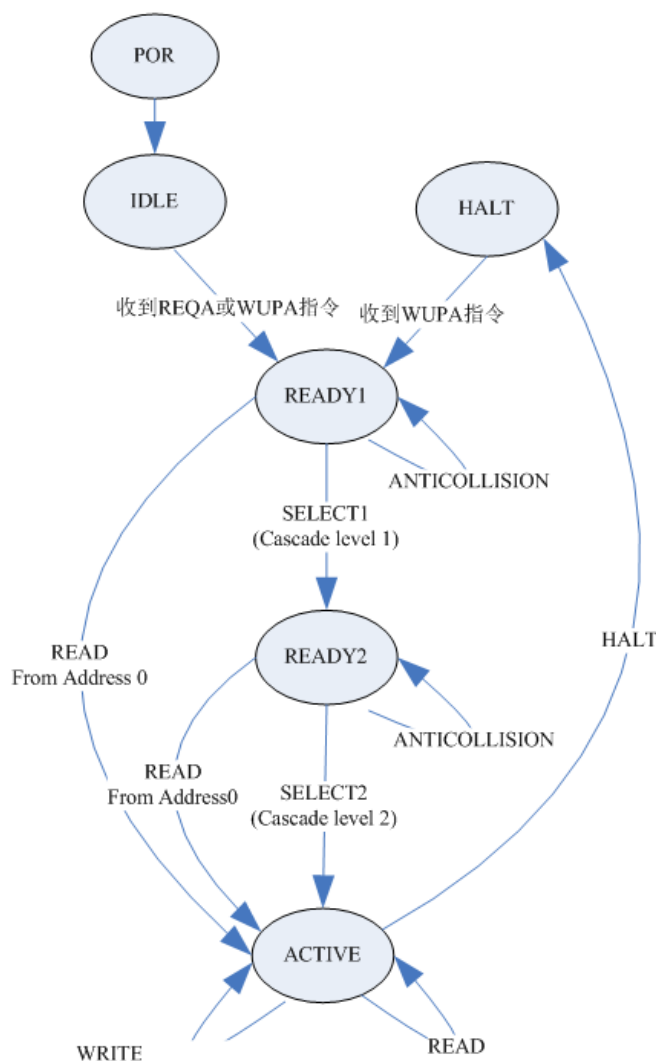 POR
IDLE
HALT
收到REQA或WUPA指令
收到WUPA指令
READY1
ANTICOLLISION
SELECT1
(Cascade level 1)
READ
From Address 0
READY2
HALT
ANTICOLLISION
READ
From Address0
SELECT2
(Cascade level 2)
ACTIVE
WRITE
READ